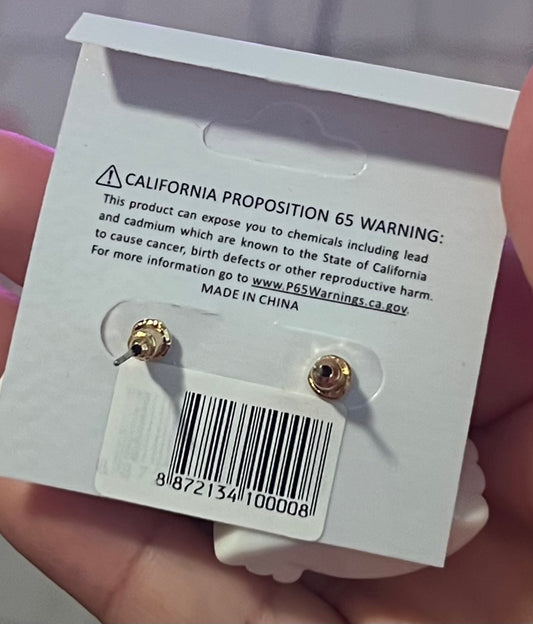 ⚠ CALIFORNIA PROPOSITION 65 WARNING:
This product can expose you to chemicals including lead
and cadmium which are known to the State of California
to cause cancer, birth defects or other reproductive harm.
For more information go to www.P65Warnings.ca.gov.
MADE IN CHINA
8 872134 100008